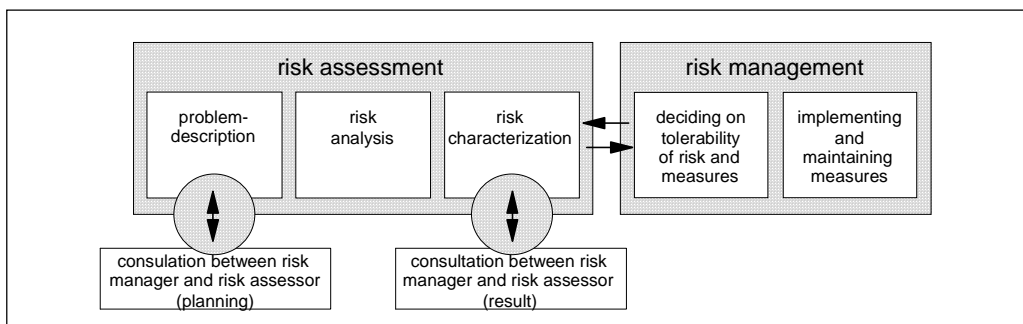 risk assessment
problem-
description
risk
analysis
risk
characterization
risk management
deciding on
tolerability
of risk and
measures
implementing
and
maintaining
measures
consulation between risk
manager and risk assessor
(planning)
consultation between risk
manager and risk assessor
(result)